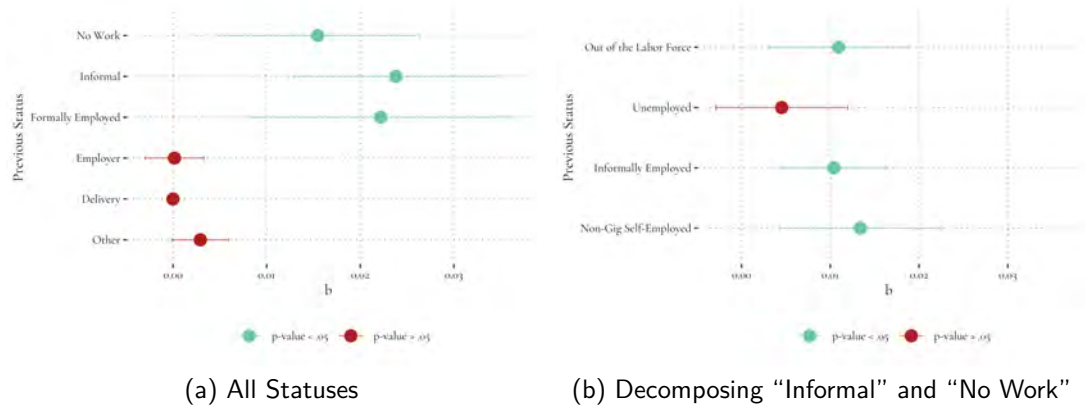 No Work
Informal
Formally Employed
Employer
Delivery
Other
Previous Status
0.00 0.01 0.02 0.03
b
p-value < .05 p-value > .05
(a) All Statuses
Out of the Labor Force
Unemployed
Informally Employed
Non-Gig Self-Employed
Previous Status
0.00 0.01 0.02 0.03
b
p-value < .05 p-value > .05
(b) Decomposing “Informal” and “No Work”